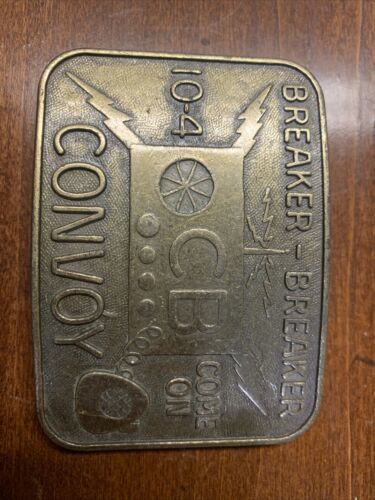 BREAKER-BREAKER
10-4
CB
COME
ON
CONVOY